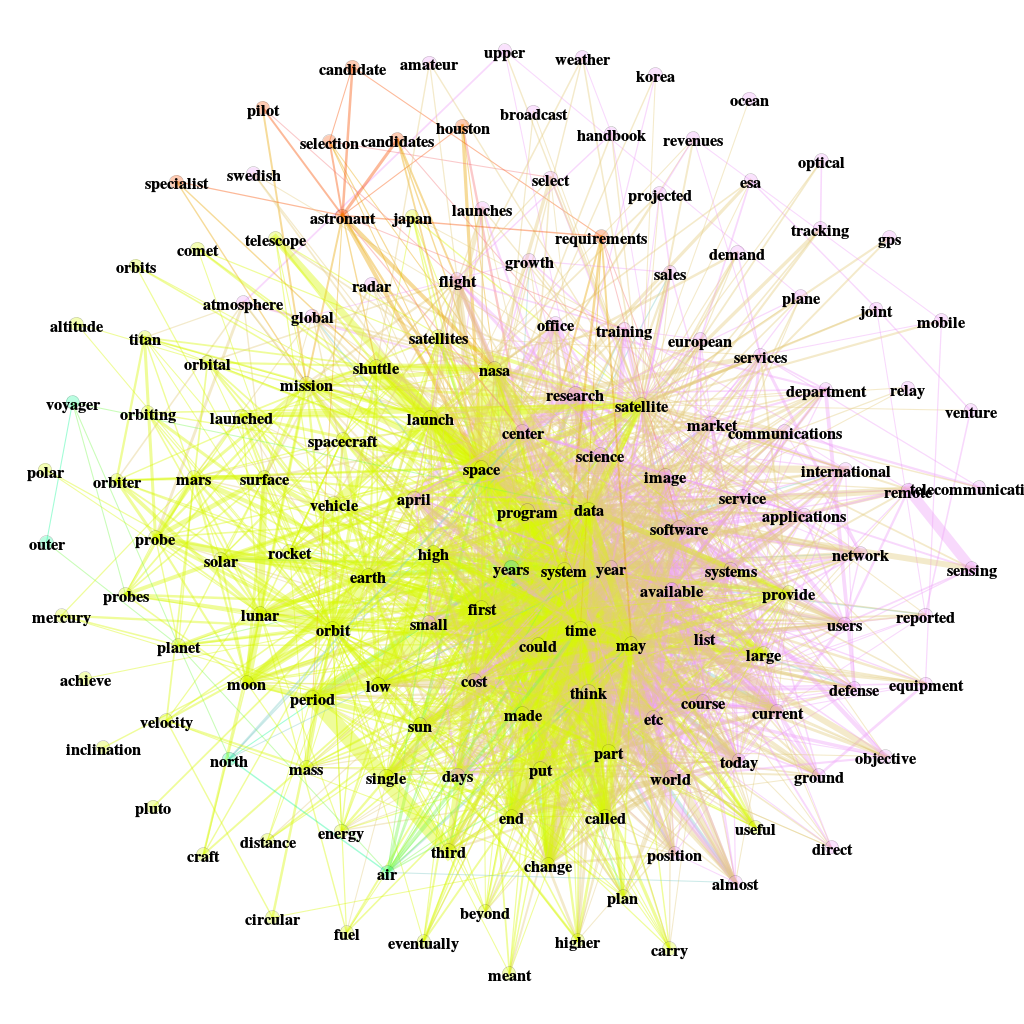 upper
weather
candidate
amateur
korea
ocean
pilot
broadcast
houston
handbook
selection
candidates
revenues
optical
swedish
specialist
select
esa
projected
launches
astronaut
japan
tracking
telescope
requirements
gps
comet
demand
orbits
growth
sales
flight
radar
plane
atmosphere
global
joint
altitude
office
training
mobile
titan
satellites
european
services
orbital
shuttle
nasa
mission
research
department
relay
voyager
satellite
orbiting
launched
launch
market
venture
center
communications
spacecraft
science
space
polar
orbiter
mars
surface
image
international
telecommunicati
remote
vehicle
april
program
data
service
applications
software
probe
outer
solar
rocket
high
network
earth
years
system
year
systems
sensing
available
provide
probes
mercury
lunar
first
orbit
small
time
users
reported
planet
could
may
list
large
achieve
moon
low
cost
think
defense
equipment
period
course
velocity
sun
made
etc
current
inclination
north
part
objective
mass
single
days
put
world
today
ground
pluto
end
called
distance
energy
useful
craft
third
change
position
direct
air
almost
plan
circular
beyond
fuel
eventually
higher
carry
meant